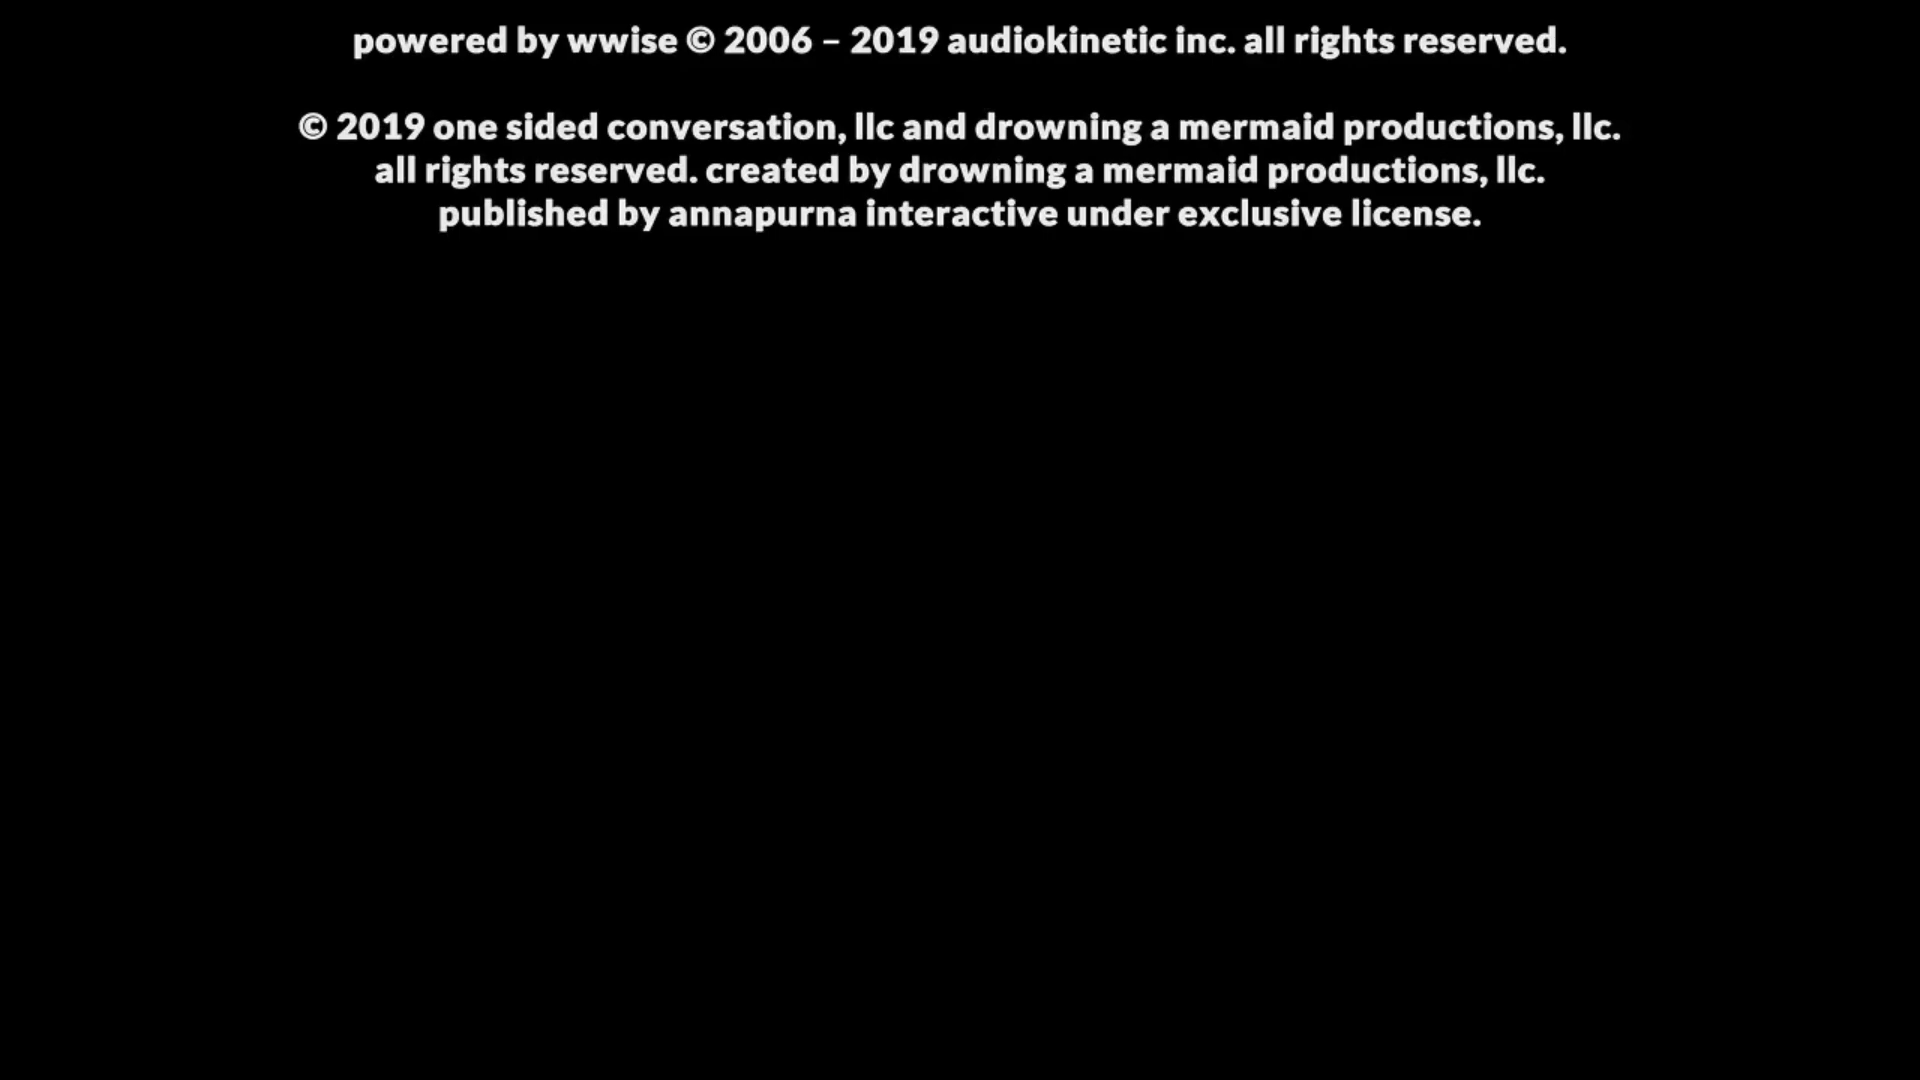 powered by wwise © 2006 – 2019 audiokinetic inc. all rights reserved.
© 2019 one sided conversation, llc and drowning a mermaid productions, llc.
all rights reserved. created by drowning a mermaid productions, llc.
published by annapurna interactive under exclusive license.